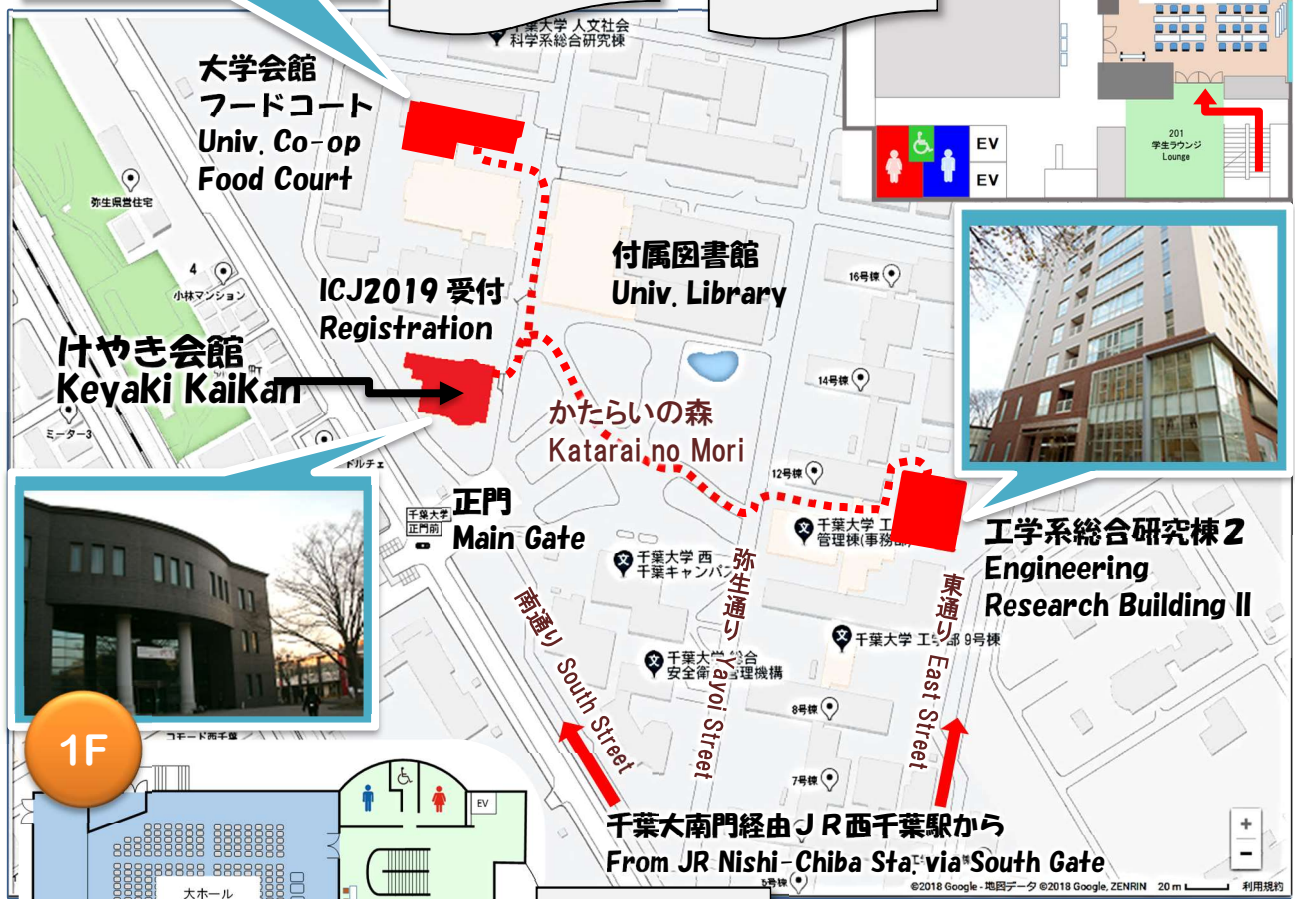 千葉大学 人文社会
科学系総合研究棟
大学会館
フードコート
Univ. Co-op
Food Court
EV
EV
201
学生ラウンジ
Lounge
弥生県営住宅
4
小林マンション
付属図書館
Univ. Library
16号棟
ICJ2019 受付
Registration
けやき会館
Keyaki Kaikan
14号棟
ミーター3
かたらいの森
Katarai no Mori
ドルチェ
12号棟
千葉大学
正門前
正門
Main Gate
千葉大学 工
管理棟(事務部)
千葉大学 西
千葉キャンパ
工学系総合研究棟2
Engineering
Research Building II
南通り South Street
弥生通り Yayoi Street
東通り East Street
千葉大学 工学部 9号棟
千葉大学 総合
安全衛生管理機構
8号棟
コモード西千葉
1F
7号棟
EV
大ホール
千葉大南門経由JR西千葉駅から
From JR Nishi-Chiba Sta. via South Gate
+
-
©2018 Google - 地図データ ©2018 Google, ZENRIN 20 m 利用規約